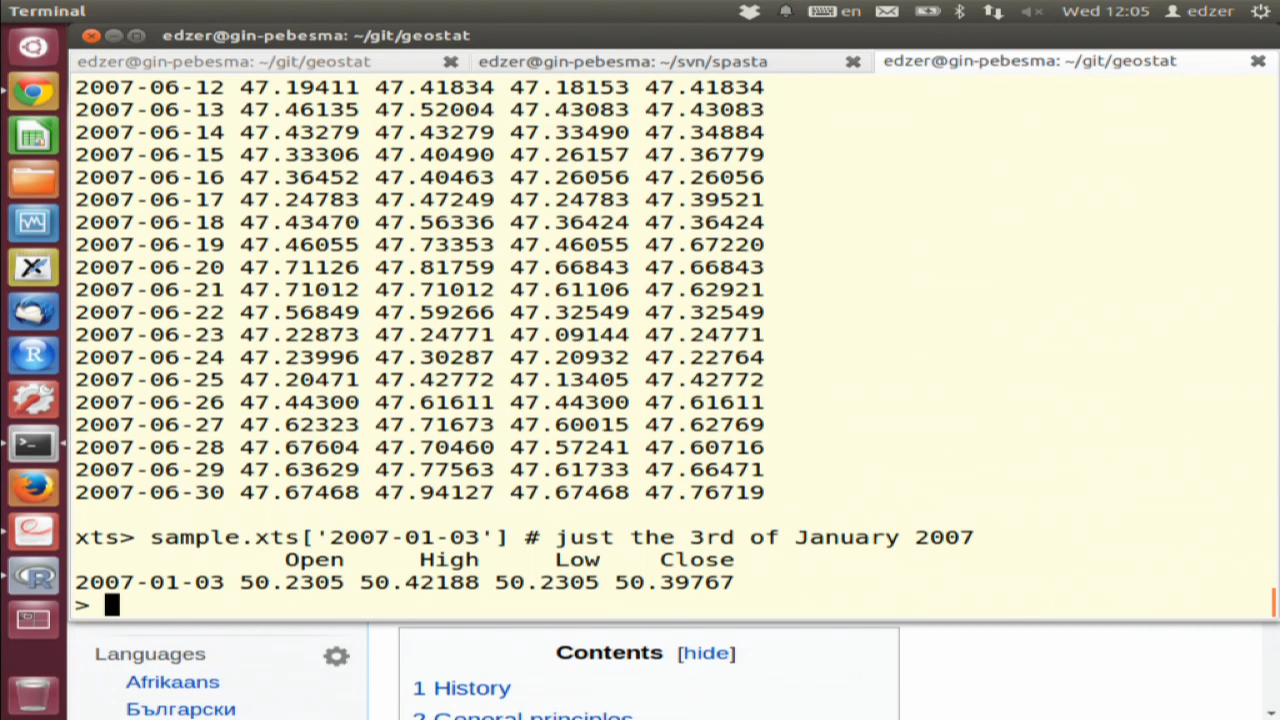 Terminal
en
Wed 12:05
edzer
edzer@gin-pebesma: ~/git/geostat
edzer@gin-pebesma: ~/git/geostat
edzer@gin-pebesma: ~/svn/spasta
edzer@gin-pebesma: ~/git/geostat
2007-06-12 47.19411 47.41834 47.18153 47.41834
2007-06-13 47.46135 47.52004 47.43083 47.43083
2007-06-14 47.43279 47.43279 47.33490 47.34884
2007-06-15 47.33306 47.40490 47.26157 47.36779
2007-06-16 47.36452 47.40463 47.26056 47.26056
2007-06-17 47.24783 47.47249 47.24783 47.39521
2007-06-18 47.43470 47.56336 47.36424 47.36424
2007-06-19 47.46055 47.73353 47.46055 47.67220
2007-06-20 47.71126 47.81759 47.66843 47.66843
2007-06-21 47.71012 47.71012 47.61106 47.62921
2007-06-22 47.56849 47.59266 47.32549 47.32549
2007-06-23 47.22873 47.24771 47.09144 47.24771
2007-06-24 47.23996 47.30287 47.20932 47.22764
2007-06-25 47.20471 47.42772 47.13405 47.42772
2007-06-26 47.44300 47.61611 47.44300 47.61611
2007-06-27 47.62323 47.71673 47.60015 47.62769
2007-06-28 47.67604 47.70460 47.57241 47.60716
2007-06-29 47.63629 47.77563 47.61733 47.66471
2007-06-30 47.67468 47.94127 47.67468 47.76719
xts> sample.xts['2007-01-03'] # just the 3rd of January 2007
Open High Low Close
2007-01-03 50.2305 50.42188 50.2305 50.39767
>
Languages
Afrikaans
Български
Contents [hide]
1 History
2 General principles